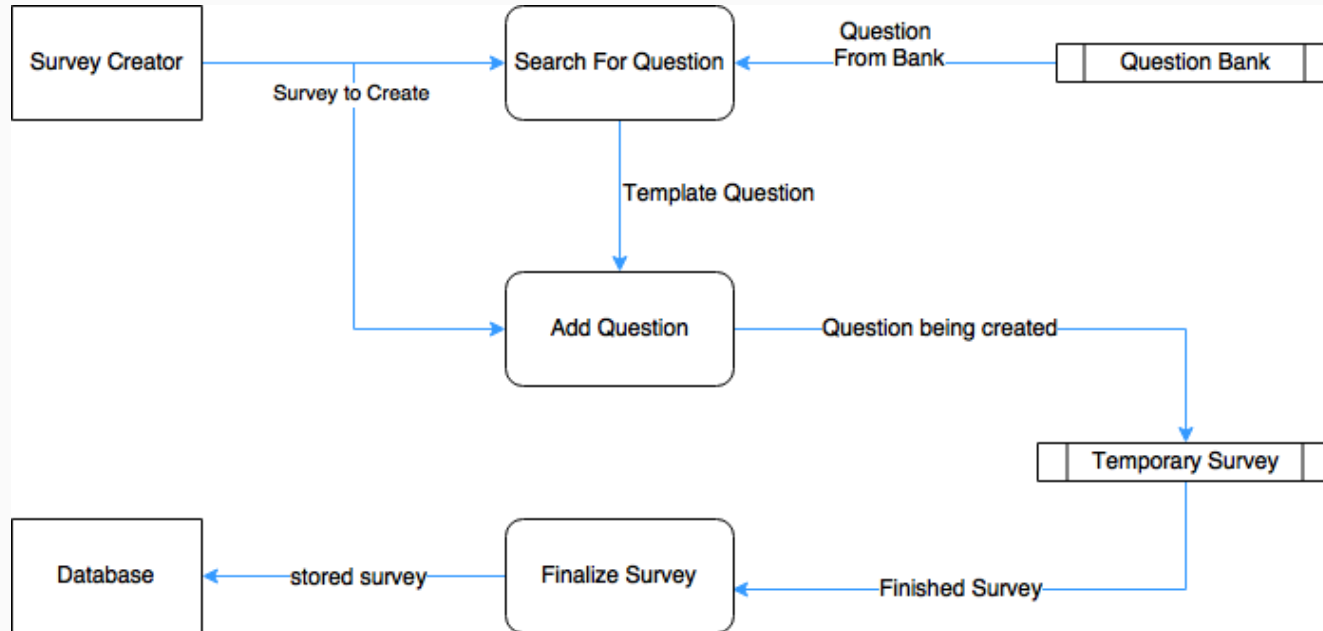 Survey Creator
Search For Question
Question
From Bank
Question Bank
Survey to Create
Template Question
Add Question
Question being created
Temporary Survey
Database
stored survey
Finalize Survey
Finished Survey